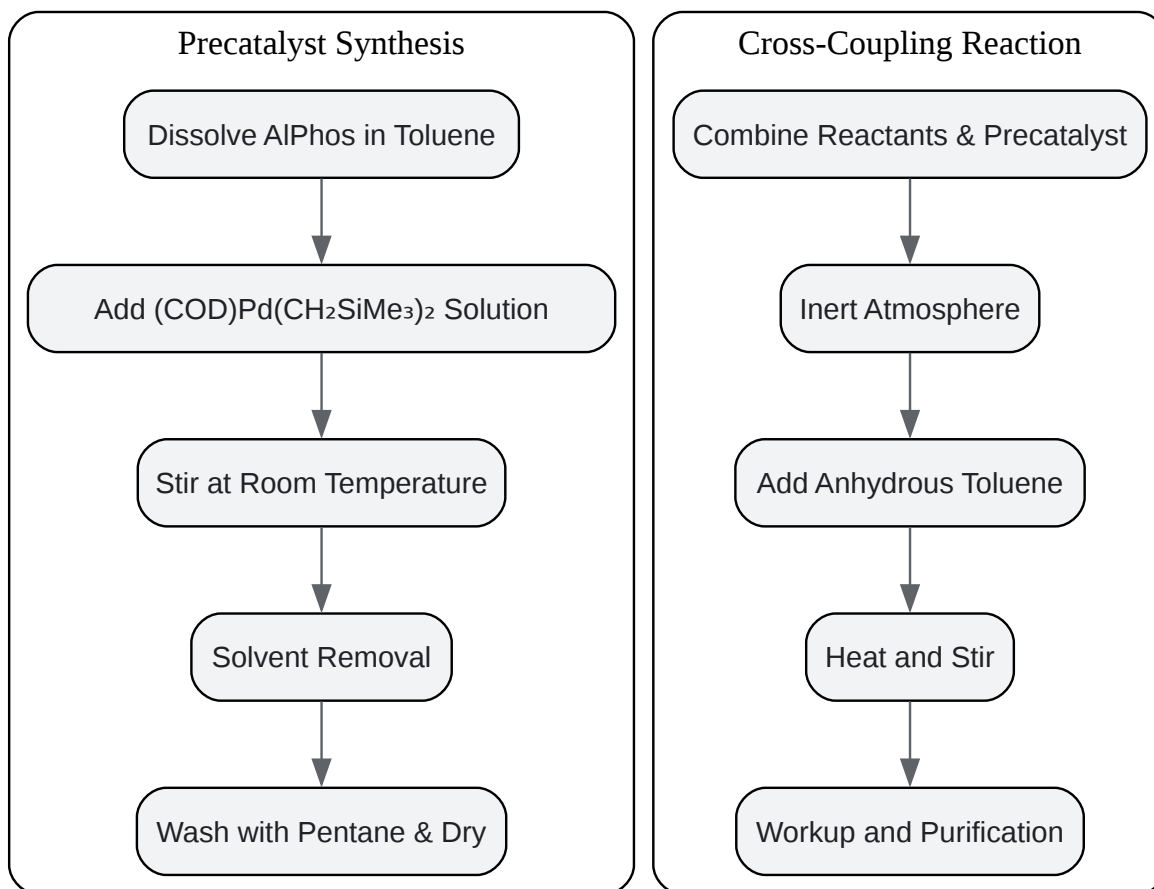 Precatalyst Synthesis
Dissolve AlPhos in Toluene
Add (COD)Pd(CH₂SiMe₃)₂ Solution
Stir at Room Temperature
Solvent Removal
Wash with Pentane & Dry
Cross-Coupling Reaction
Combine Reactants & Precatalyst
Inert Atmosphere
Add Anhydrous Toluene
Heat and Stir
Workup and Purification